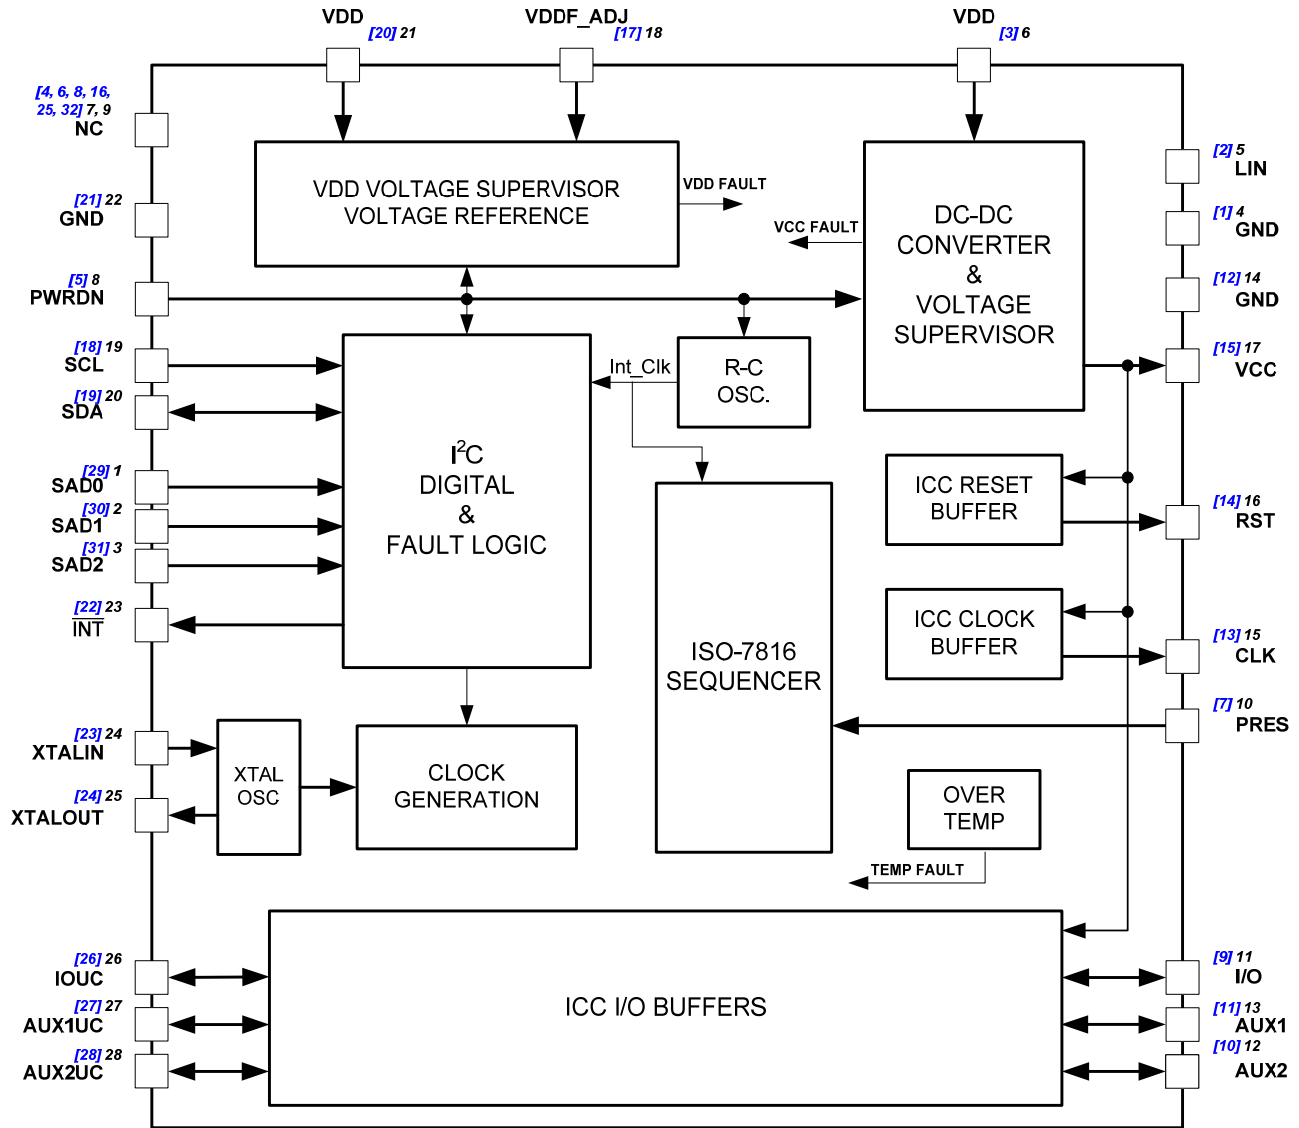 VDD
[20] 21
VDDF_ADJ
[17] 18
VDD
[3] 6
[4, 6, 8, 16,
25, 32] 7, 9
NC
[21] 22
GND
[5] 8
PWRDN
[18] 19
SCL
[19] 20
SDA
[29] 1
SAD0
[30] 2
SAD1
[31] 3
SAD2
[22] 23
INT
[23] 24
XTALIN
[24] 25
XTALOUT
[26] 26
IOUC
[27] 27
AUX1UC
[28] 28
AUX2UC
VDD VOLTAGE SUPERVISOR
VOLTAGE REFERENCE
VDD FAULT
VCC FAULT
DC-DC
CONVERTER
&
VOLTAGE
SUPERVISOR
Int_Clk
R-C
OSC.
I²C
DIGITAL
&
FAULT LOGIC
ICC RESET
BUFFER
ICC CLOCK
BUFFER
ISO-7816
SEQUENCER
XTAL
OSC
CLOCK
GENERATION
OVER
TEMP
TEMP FAULT
ICC I/O BUFFERS
[2] 5
LIN
[1] 4
GND
[12] 14
GND
[15] 17
VCC
[14] 16
RST
[13] 15
CLK
[7] 10
PRES
[9] 11
I/O
[11] 13
AUX1
[10] 12
AUX2